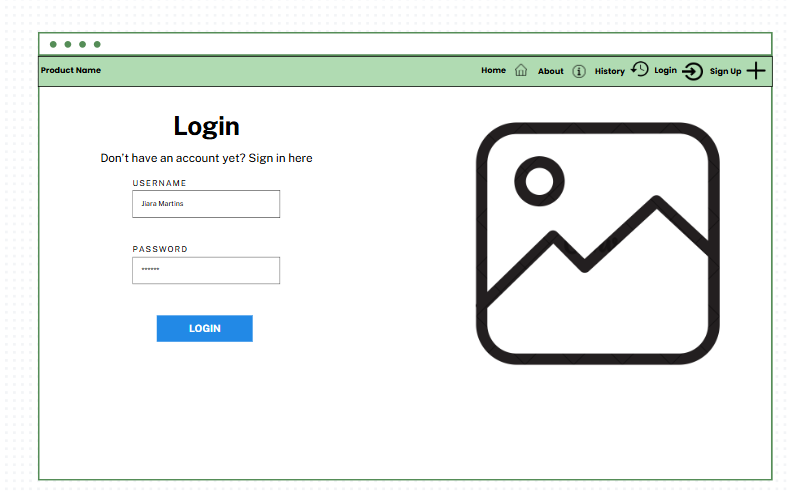 Product Name Home About History Login Sign Up
Login
Don't have an account yet? Sign in here
USERNAME
Jiara Martins
PASSWORD
******
LOGIN